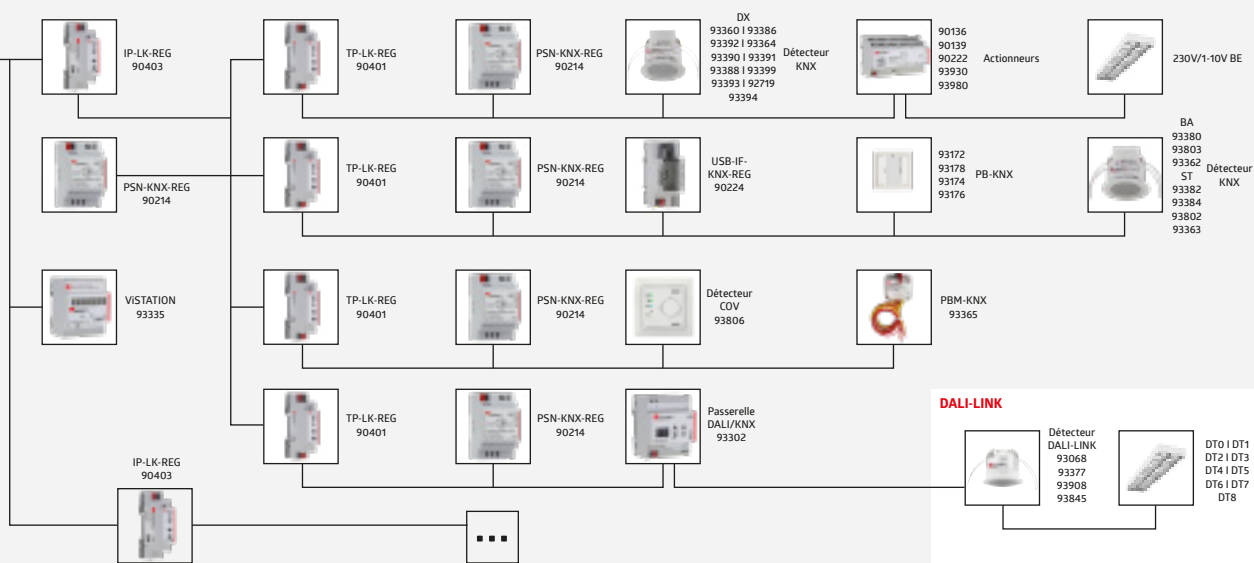 IP-LK-REG
90403
TP-LK-REG
90401
PSN-KNX-REG
90214
DX
93360 I 93386
93392 I 93364
93390 I 93391
93388 I 93399
93393 I 92719
93394
Détecteur
KNX
90136
90139
90222
93930
93980
Actionneurs
230V/1-10V BE
PSN-KNX-REG
90214
TP-LK-REG
90401
PSN-KNX-REG
90214
USB-IF-
KNX-REG
90224
93172
93178
93174
93176
PB-KNX
BA
93380
93803
93362
ST
93382
93384
93802
93363
Détecteur
KNX
ViSTATION
93335
TP-LK-REG
90401
PSN-KNX-REG
90214
Détecteur
COV
93806
PBM-KNX
93365
TP-LK-REG
90401
PSN-KNX-REG
90214
Passerelle
DALI/KNX
93302
DALI-LINK
Détecteur
DALI-LINK
93068
93377
93908
93845
DT0 I DT1
DT2 I DT3
DT4 I DT5
DT6 I DT7
DT8
IP-LK-REG
90403